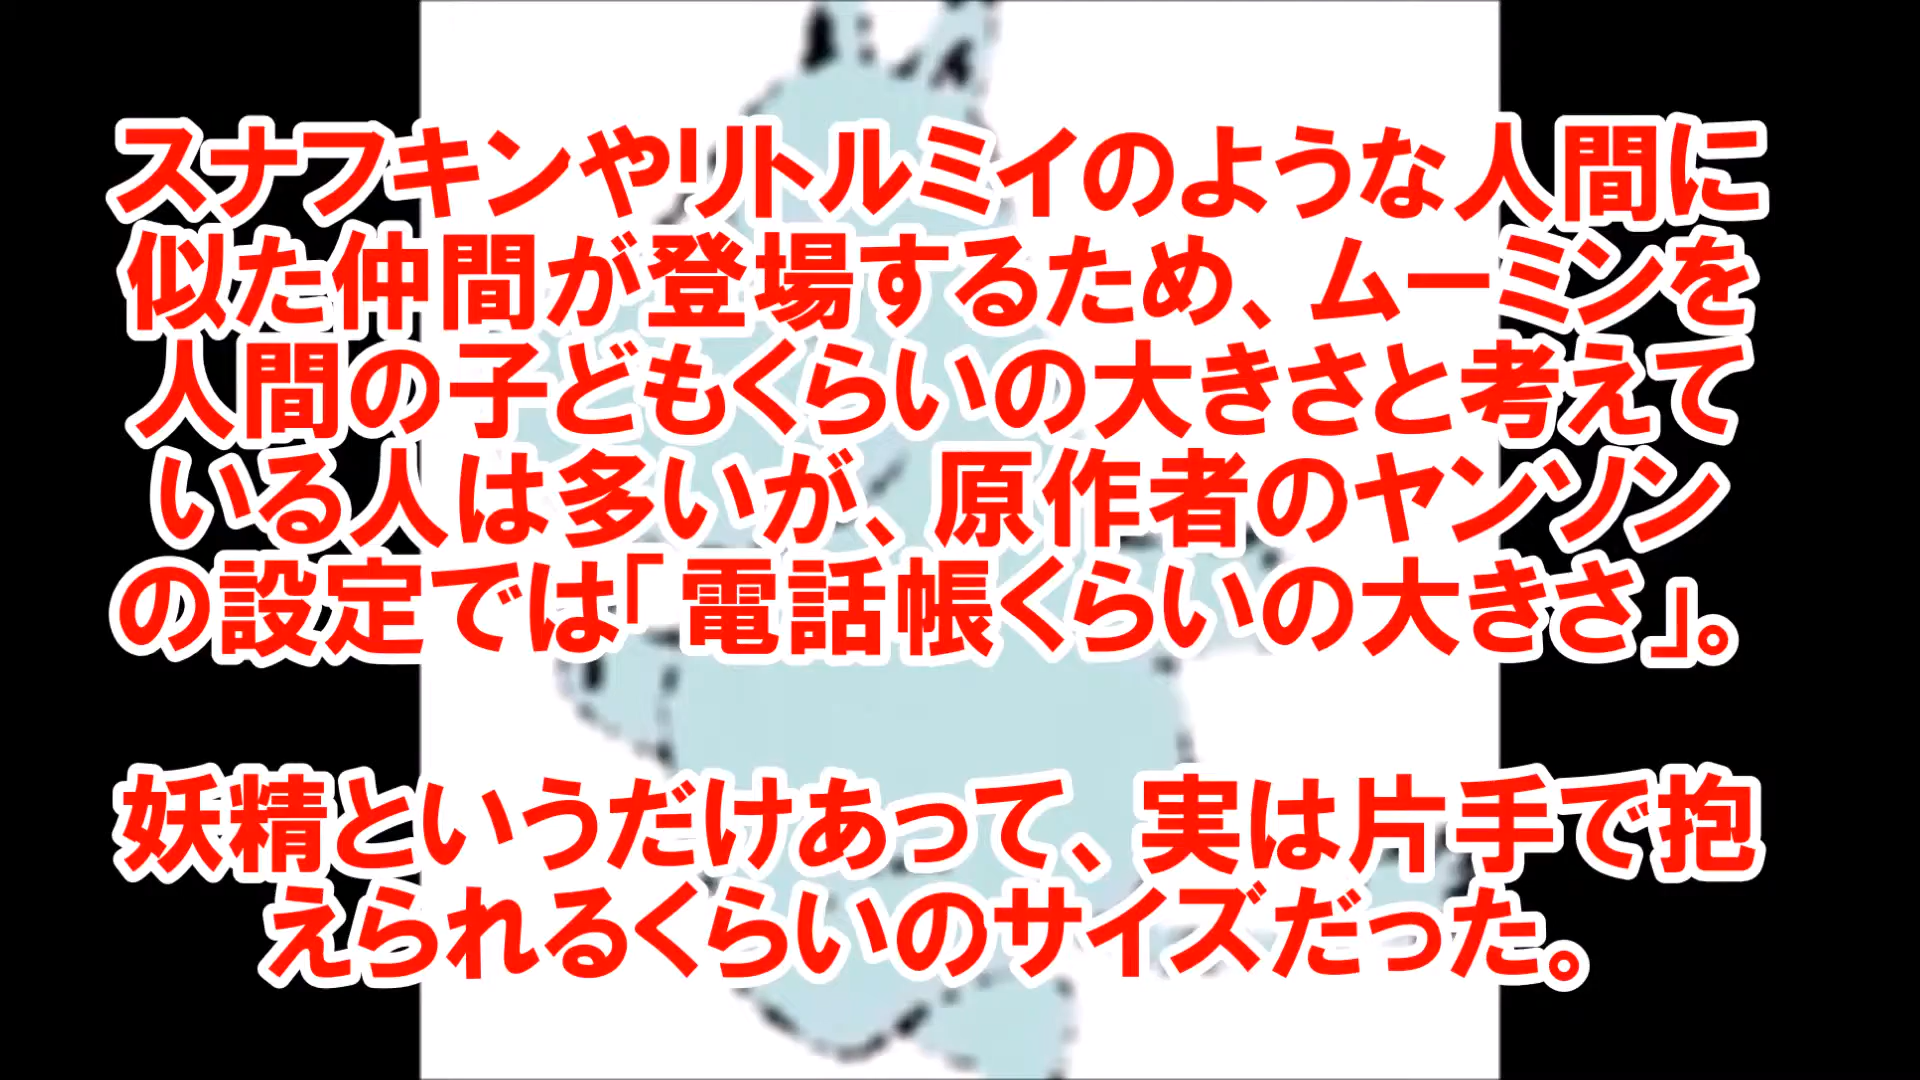 スナフキンやリトルミイのような人間に
似た仲間が登場するため、ムーミンを
人間の子どもくらいの大きさと考えて
いる人は多いが、原作者のヤンソン
の設定では「電話帳くらいの大きさ」。
妖精というだけあって、実は片手で抱
えられるくらいのサイズだった。